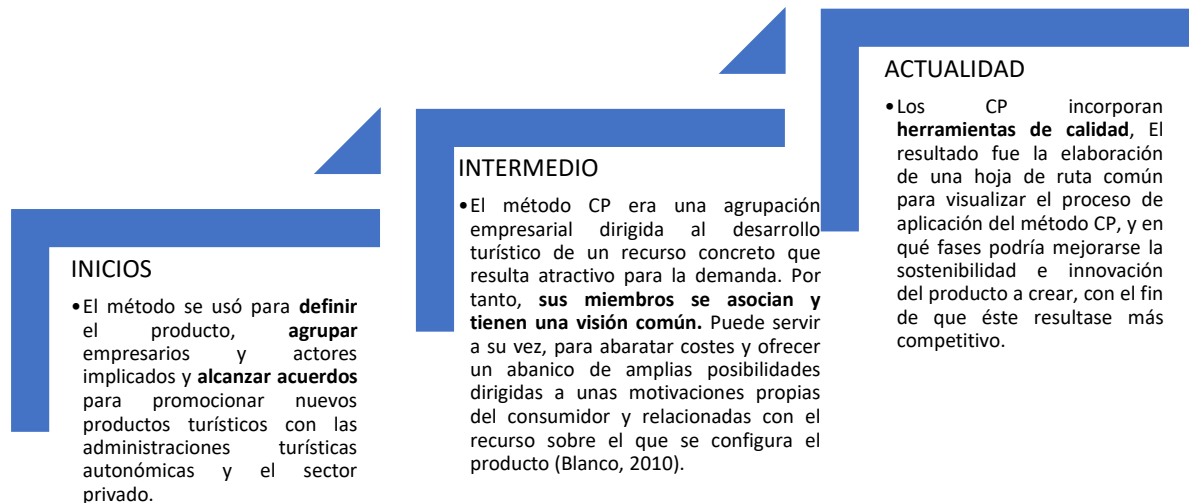 INICIOS
•El método se usó para definir
el producto, agrupar
empresarios y actores
implicados y alcanzar acuerdos
para promocionar nuevos
productos turísticos con las
administraciones turísticas
autonómicas y el sector
privado.
INTERMEDIO
•El método CP era una agrupación
empresarial dirigida al desarrollo
turístico de un recurso concreto que
resulta atractivo para la demanda. Por
tanto, sus miembros se asocian y
tienen una visión común. Puede servir
a su vez, para abaratar costes y ofrecer
un abanico de amplias posibilidades
dirigidas a unas motivaciones propias
del consumidor y relacionadas con el
recurso sobre el que se configura el
producto (Blanco, 2010).
ACTUALIDAD
•Los CP incorporan
herramientas de calidad, El
resultado fue la elaboración
de una hoja de ruta común
para visualizar el proceso de
aplicación del método CP, y en
qué fases podría mejorarse la
sostenibilidad e innovación
del producto a crear, con el fin
de que éste resultase más
competitivo.